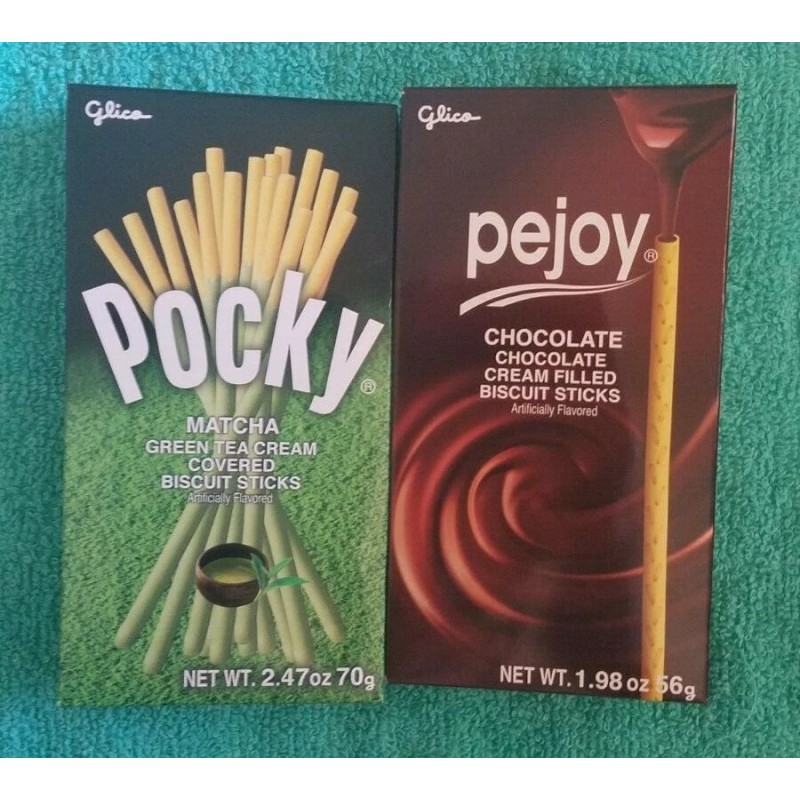 Glico
Pocky®
MATCHA
GREEN TEA CREAM
COVERED
BISCUIT STICKS
Artificially Flavored
NET WT. 2.47oz 70g
Glico
pejoy®
CHOCOLATE
CHOCOLATE
CREAM FILLED
BISCUIT STICKS
Artificially Flavored
NET WT. 1.98 oz 56g